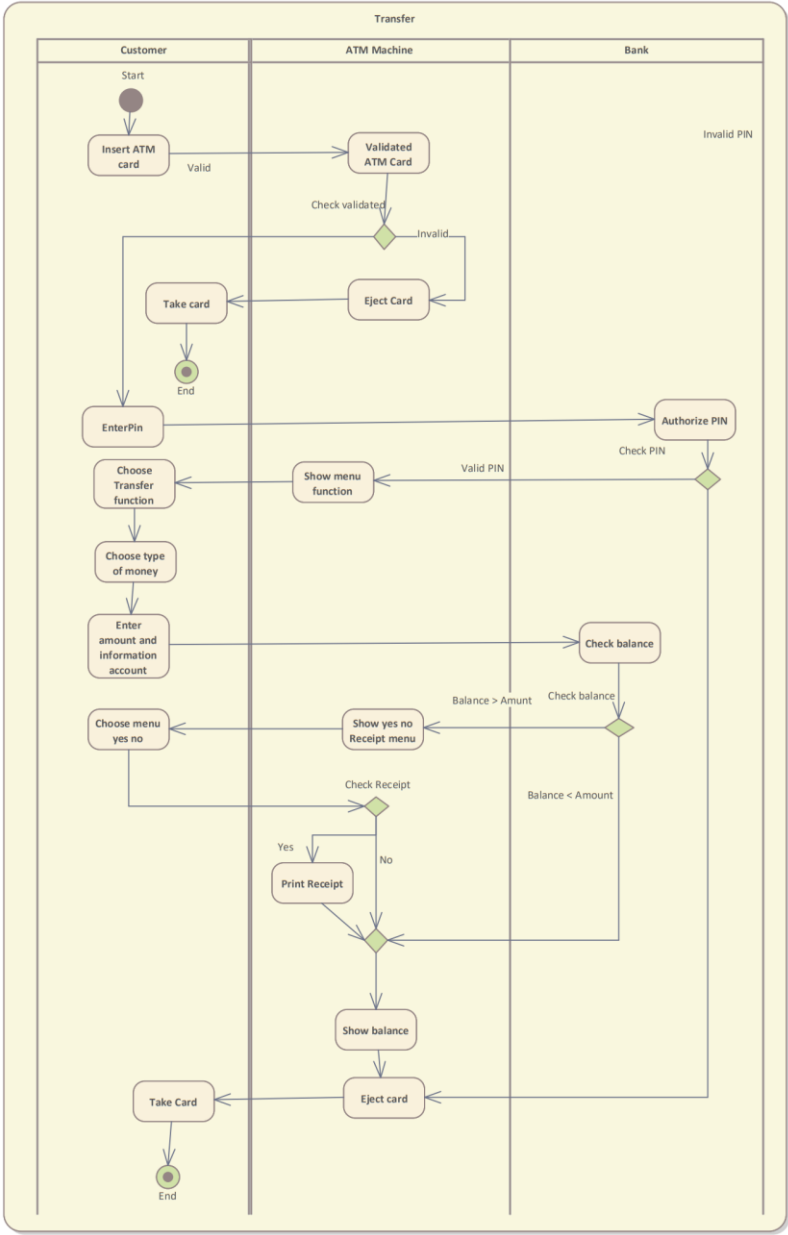 Transfer
Customer
ATM Machine
Bank
Start
Invalid PIN
Insert ATM
card
Valid
Validated
ATM Card
Check validated
Invalid
Take card
Eject Card
End
EnterPin
Authorize PIN
Check PIN
Valid PIN
Choose
Transfer
function
Show menu
function
Choose type
of money
Enter
amount and
information
account
Check balance
Balance > Amunt
Check balance
Choose menu
yes no
Show yes no
Receipt menu
Check Receipt
Balance < Amount
Yes
No
Print Receipt
Show balance
Take Card
Eject card
End